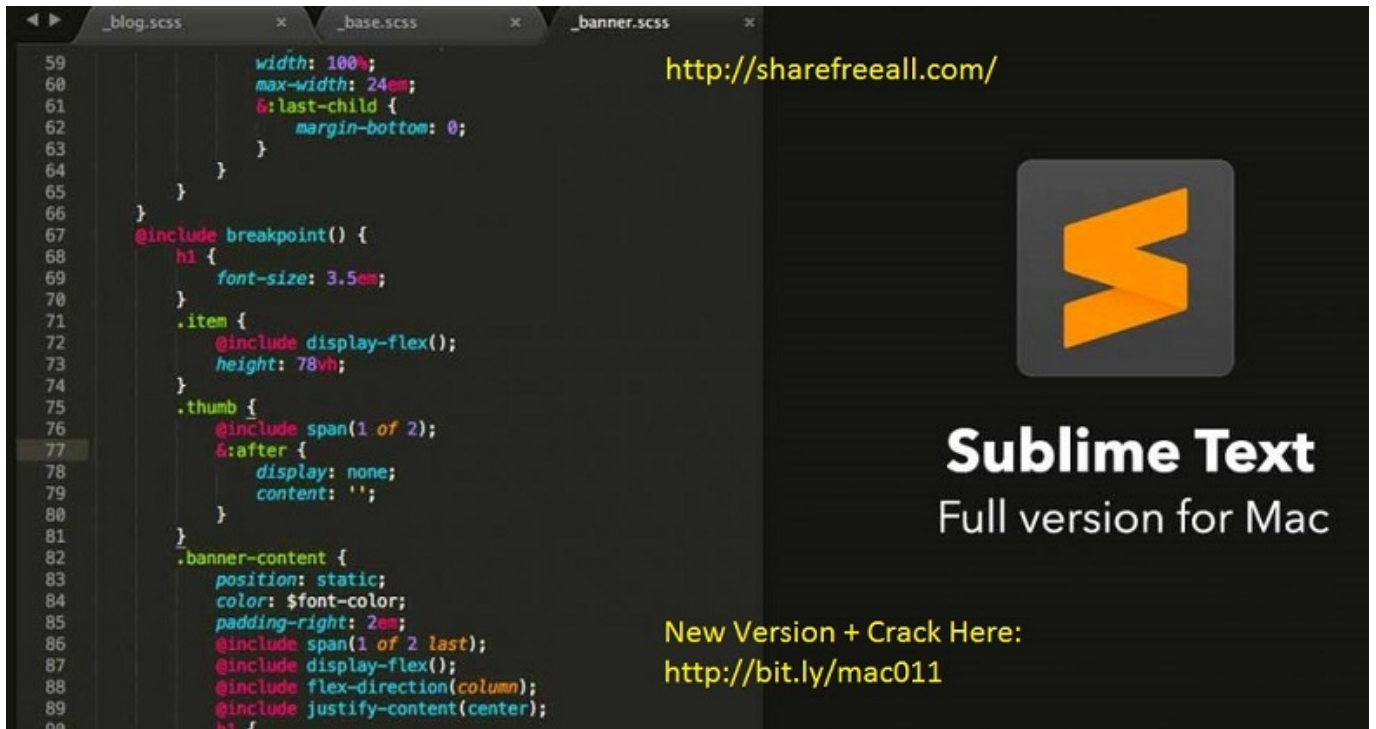 _blog.scss × _base.scss × _banner.scss ×
59 width: 100%;
60 max-width: 24em;
61 &:last-child {
62 margin-bottom: 0;
63 }
64 }
65 }
66 }
67 @include breakpoint() {
68 h1 {
69 font-size: 3.5em;
70 }
71 .item {
72 @include display-flex();
73 height: 78vh;
74 }
75 .thumb {
76 @include span(1 of 2);
77 &:after {
78 display: none;
79 content: '';
80 }
81 }
82 .banner-content {
83 position: static;
84 color: $font-color;
85 padding-right: 2em;
86 @include span(1 of 2 last);
87 @include display-flex();
88 @include flex-direction(column);
89 @include justify-content(center);
90 h1 {
http://sharefreeall.com/
Sublime Text
Full version for Mac
New Version + Crack Here:
http://bit.ly/mac011